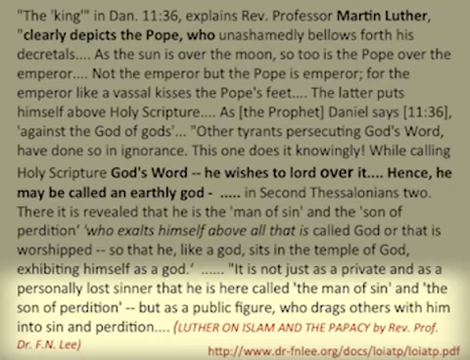 "The 'king'" in Dan. 11:36, explains Rev. Professor Martin Luther,
"clearly depicts the Pope, who unashamedly bellows forth his
decretals.... As the sun is over the moon, so too is the Pope over the
emperor.... Not the emperor but the Pope is emperor; for the
emperor like a vassal kisses the Pope's feet.... The latter puts
himself above Holy Scripture.... As [the Prophet] Daniel says [11:36],
'against the God of gods'... "Other tyrants persecuting God's Word,
have done so in ignorance. This one does it knowingly! While calling
Holy Scripture God's Word -- he wishes to lord over it.... Hence, he
may be called an earthly god - ..... in Second Thessalonians two.
There it is revealed that he is the 'man of sin' and the 'son of
perdition' 'who exalts himself above all that is called God or that is
worshipped -- so that he, like a god, sits in the temple of God,
exhibiting himself as a god.' ...... "It is not just as a private and as a
personally lost sinner that he is here called 'the man of sin' and 'the
son of perdition' -- but as a public figure, who drags others with him
into sin and perdition.... (LUTHER ON ISLAM AND THE PAPACY by Rev. Prof.
Dr. F.N. Lee)
http://www.dr-fnlee.org/docs/loiatp/loiatp.pdf